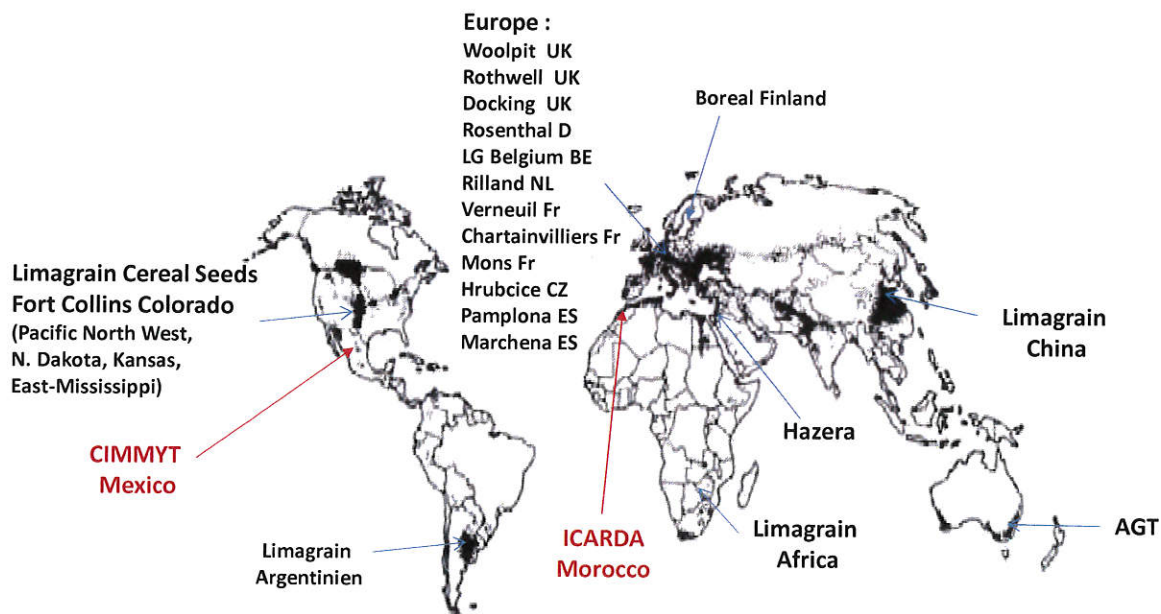 Europe :
Woolpit UK
Rothwell UK
Docking UK
Rosenthal D
LG Belgium BE
Rilland NL
Verneuil Fr
Chartainvilliers Fr
Mons Fr
Hrubcice CZ
Pamplona ES
Marchena ES
Boreal Finland
Limagrain Cereal Seeds
Fort Collins Colorado
(Pacific North West,
N. Dakota, Kansas,
East-Mississippi)
Limagrain
China
Hazera
CIMMYT
Mexico
ICARDA
Morocco
Limagrain
Africa
AGT
Limagrain
Argentinien